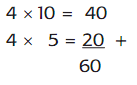 4 × 10 = 40
4 × 5 = 20 +
60